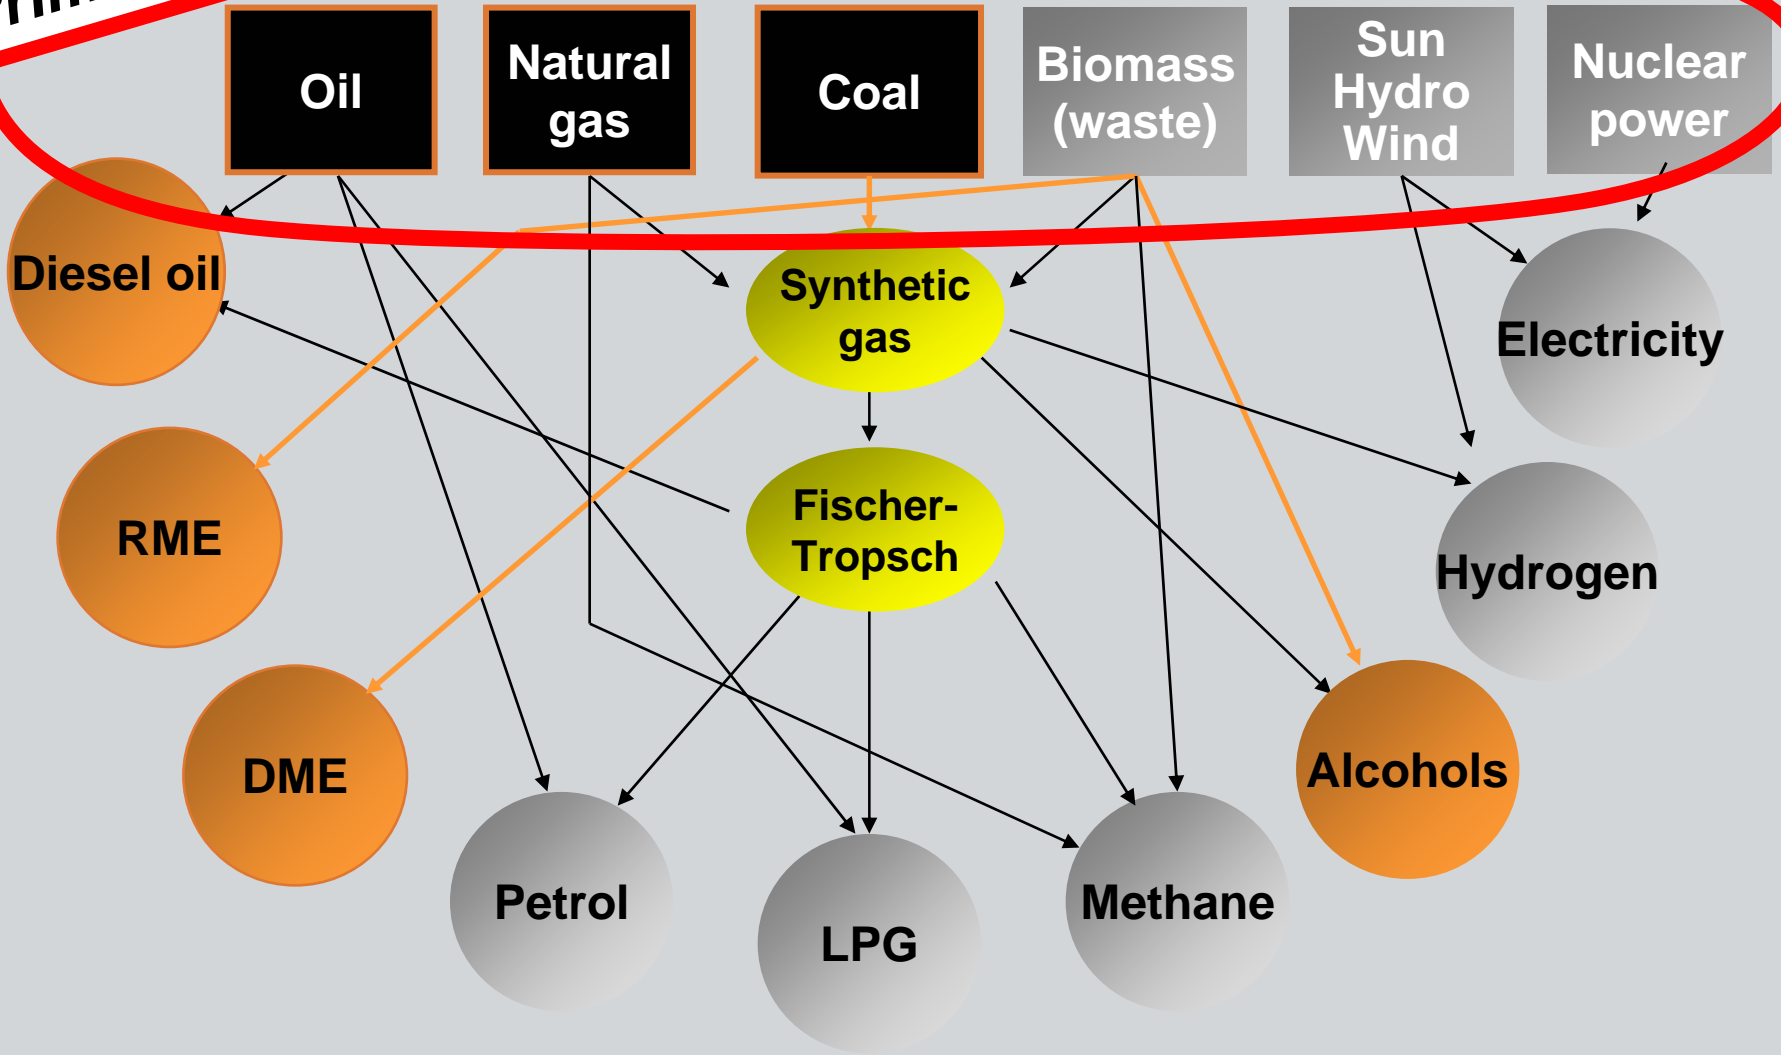 Oil
Natural
gas
Coal
Biomass
(waste)
Sun
Hydro
Wind
Nuclear
power
Diesel oil
Synthetic
gas
Electricity
RME
Fischer-
Tropsch
Hydrogen
DME
Alcohols
Petrol
LPG
Methane